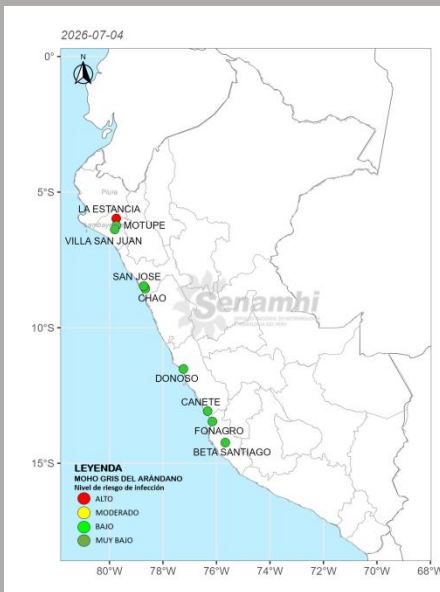 2026-07-04
N
0°
Piura
LA ESTANCIA
5°S
MOTUPE
VILLA SAN JUAN
SAN JOSE
CHAO
Senamhi
10°S
DONOSO
CANETE
FONAGRO
BETA SANTIAGO
15°S
LEYENDA
MOHO GRIS DEL ARÁNDANO
Nivel de riesgo de infección
ALTO
MODERADO
BAJO
MUY BAJO
80°W 78°W 76°W 74°W 72°W 70°W 68°W